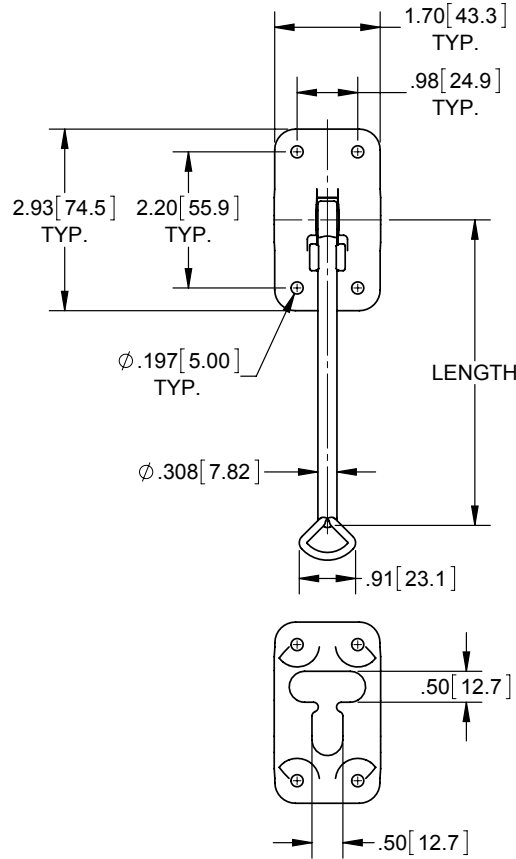 1.70[43.3]
TYP.
.98[24.9]
TYP.
2.93[74.5]
TYP.
2.20[55.9]
TYP.
∅.197[5.00]
TYP.
LENGTH
∅.308[7.82]
.91[23.1]
.50[12.7]
.50[12.7]